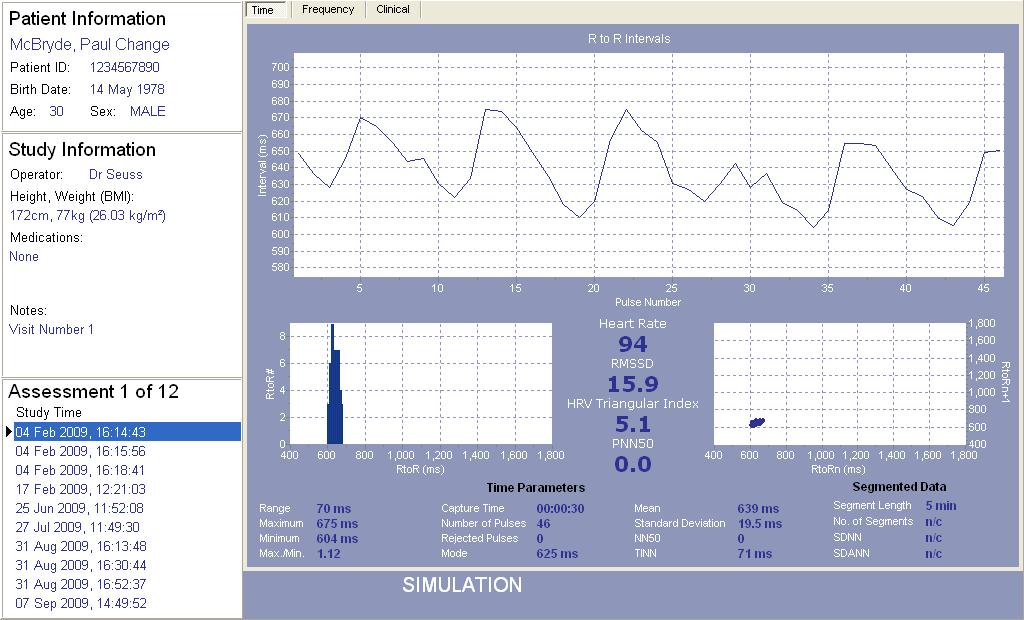 Patient Information
McBryde, Paul Change
Patient ID: 1234567890
Birth Date: 14 May 1978
Age: 30 Sex: MALE
Study Information
Operator: Dr Seuss
Height, Weight (BMI):
172cm, 77kg (26.03 kg/m²)
Medications:
None
Notes:
Visit Number 1
Assessment 1 of 12
Study Time
04 Feb 2009, 16:14:43
04 Feb 2009, 16:15:56
04 Feb 2009, 16:18:41
17 Feb 2009, 12:21:03
25 Jun 2009, 11:52:08
27 Jul 2009, 11:49:30
31 Aug 2009, 16:13:48
31 Aug 2009, 16:30:44
31 Aug 2009, 16:52:37
07 Sep 2009, 14:49:52
Time Frequency Clinical
R to R Intervals
Interval (ms)
700
690
680
670
660
650
640
630
620
610
600
590
580
5 10 15 20 25 30 35 40 45
Pulse Number
RtoR#
8
6
4
2
0
400 600 800 1,000 1,200 1,400 1,600 1,800
RtoR (ms)
Heart Rate
94
RMSSD
15.9
HRV Triangular Index
5.1
PNN50
0.0
1,800
1,600
1,400
1,200
1,000
800
600
400
RtoRn+1
400 600 800 1,000 1,200 1,400 1,600 1,800
RtoRn (ms)
Time Parameters
Range 70 ms
Maximum 675 ms
Minimum 604 ms
Max./Min. 1.12
Capture Time 00:00:30
Number of Pulses 46
Rejected Pulses 0
Mode 625 ms
Mean 639 ms
Standard Deviation 19.5 ms
NN50 0
TINN 71 ms
Segmented Data
Segment Length 5 min
No. of Segments n/c
SDNN n/c
SDANN n/c
SIMULATION